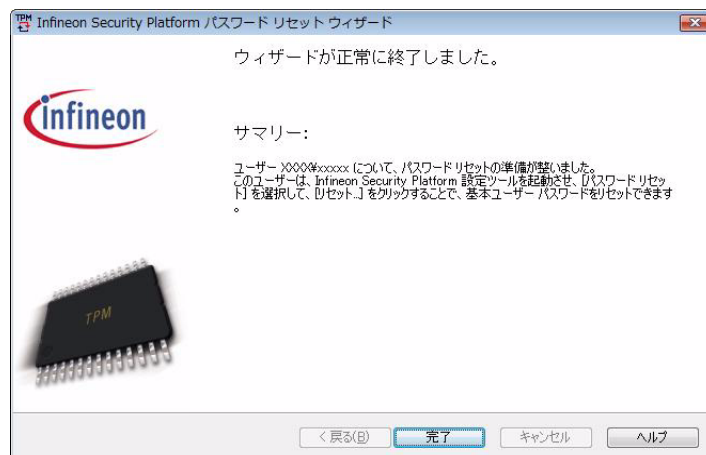 TPM Infineon Security Platform パスワード リセット ウィザード
ウィザードが正常に終了しました。
infineon
サマリー:
ユーザー XXXX¥xxxxx について、パスワード リセットの準備が整いました。
このユーザーは、Infineon Security Platform 設定ツールを起動させ、[パスワード リセッ
ト] を選択して、[リセット...] をクリックすることで、基本ユーザー パスワードをリセットできます
。
TPM
< 戻る(B)
完了
キャンセル
ヘルプ